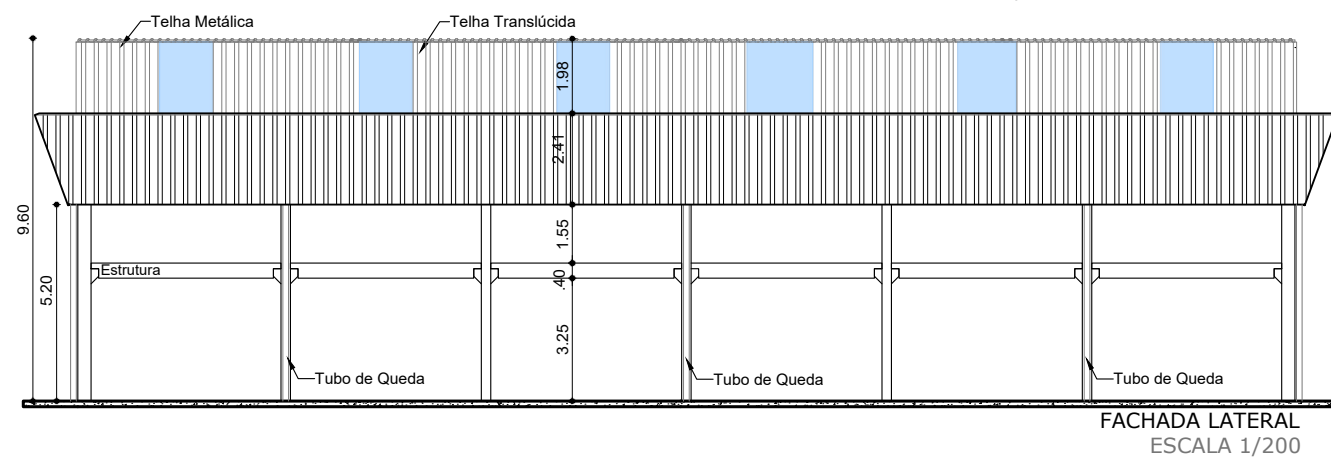 Telha Metálica
Telha Translúcida
1.98
2.41
9.60
1.55
Estrutura
.40
5.20
3.25
Tubo de Queda
Tubo de Queda
Tubo de Queda
FACHADA LATERAL
ESCALA 1/200